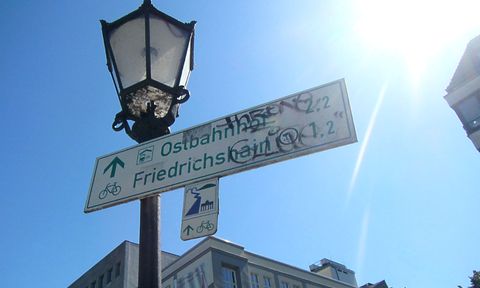 Ostbahnhof 2,2
Friedrichshain 1,2